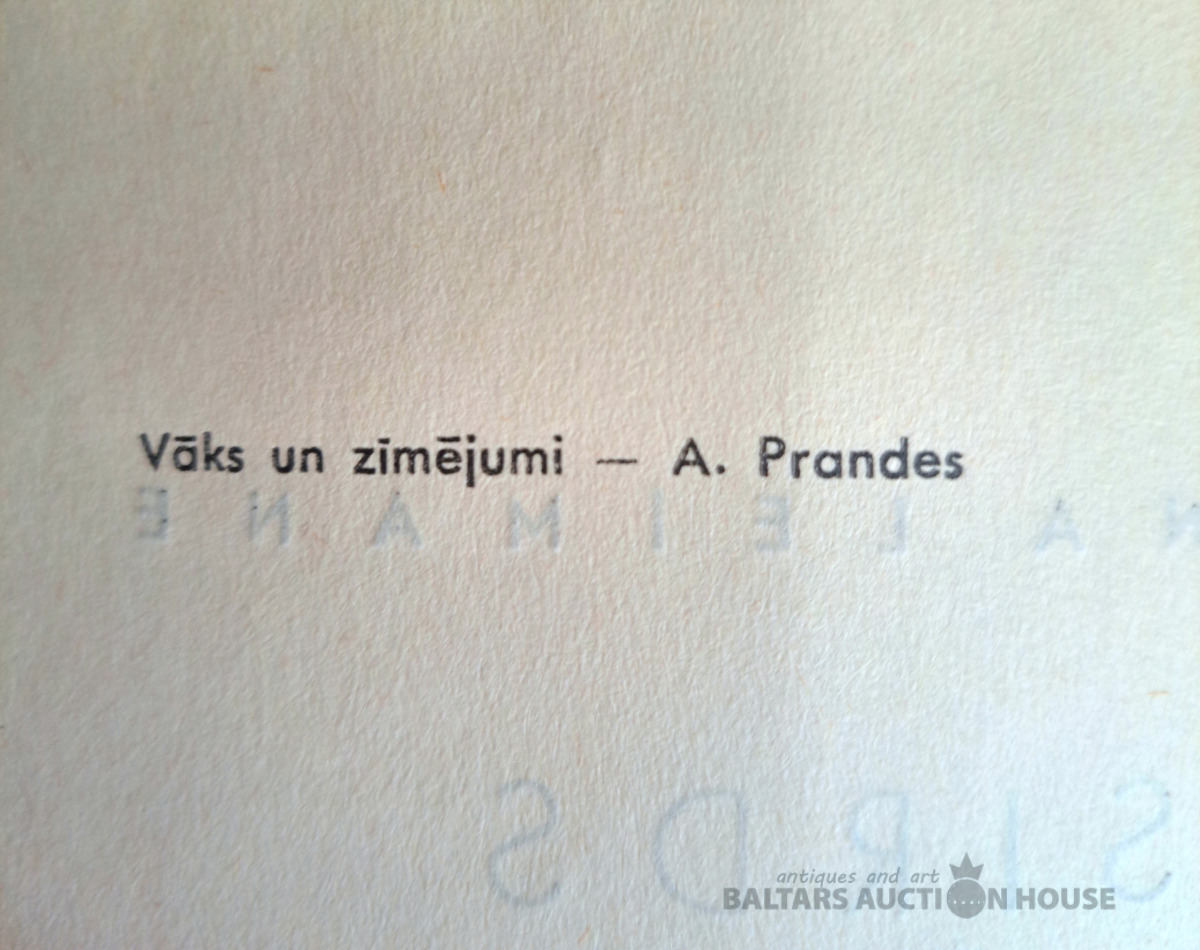 Vāks un zīmējumi — A. Prandes
antiques and art
BALTARS AUCTION HOUSE